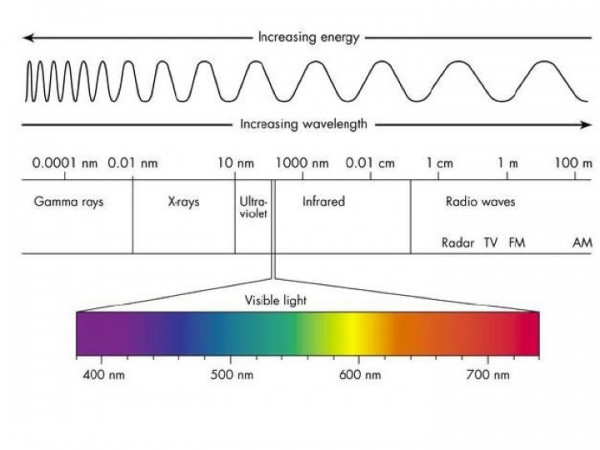 Increasing energy
Increasing wavelength
0.0001 nm 0.01 nm 10 nm 1000 nm 0.01 cm 1 cm 1 m 100 m
Gamma rays X-rays Ultra- Infrared Radio waves
violet
Radar TV FM AM
Visible light
400 nm 500 nm 600 nm 700 nm